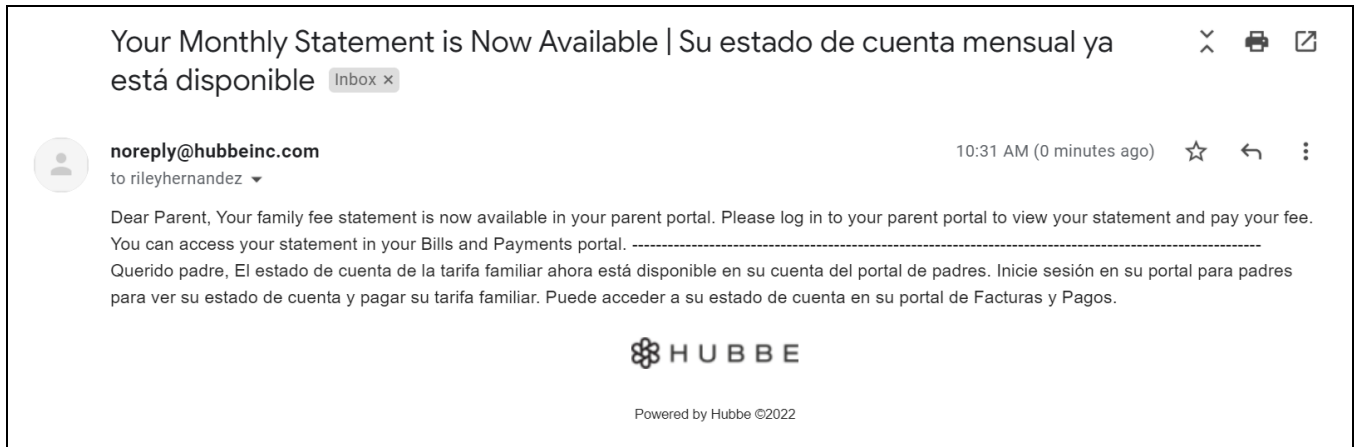 Your Monthly Statement is Now Available | Su estado de cuenta mensual ya
está disponible Inbox ×
noreply@hubbeinc.com 10:31 AM (0 minutes ago)
to rileyhernandez
Dear Parent, Your family fee statement is now available in your parent portal. Please log in to your parent portal to view your statement and pay your fee.
You can access your statement in your Bills and Payments portal. ---------------------------------------------------------------------------------------------------------
Querido padre, El estado de cuenta de la tarifa familiar ahora está disponible en su cuenta del portal de padres. Inicie sesión en su portal para padres
para ver su estado de cuenta y pagar su tarifa familiar. Puede acceder a su estado de cuenta en su portal de Facturas y Pagos.
HUBBE
Powered by Hubbe ©2022